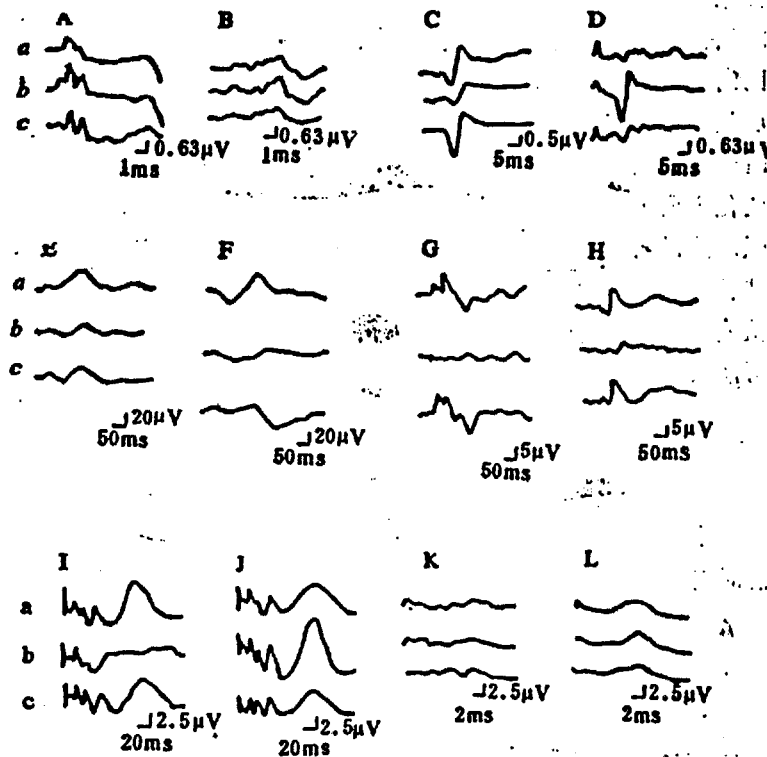 A B C D
a
b
c
0.63μV 0.63μV 0.5μV 0.63μV
1ms 1ms 5ms 5ms
E F G H
a
b
c
20μV 20μV 5μV 5μV
50ms 50ms 50ms 50ms
I J K L
a
b
c
2.5μV 2.5μV 2.5μV 2.5μV
20ms 20ms 2ms 2ms